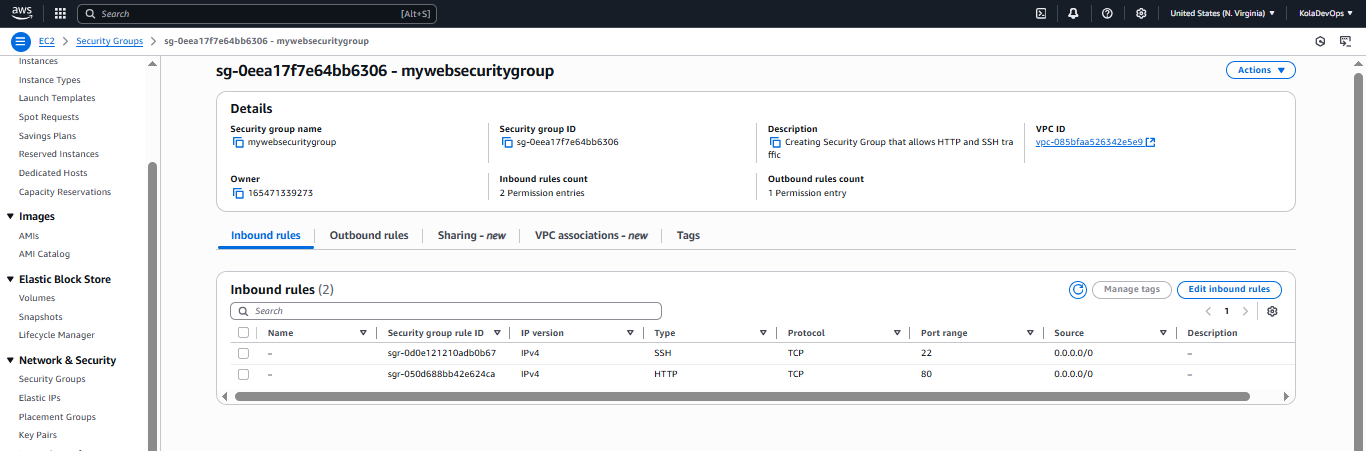 aws Search [Alt+S] United States (N. Virginia) KolaDevOps
EC2 Security Groups sg-0eea17f7e64bb6306 - mywebsecuritygroup
Instances
Instance Types
Launch Templates
Spot Requests
Savings Plans
Reserved Instances
Dedicated Hosts
Capacity Reservations
Images
AMIs
AMI Catalog
Elastic Block Store
Volumes
Snapshots
Lifecycle Manager
Network & Security
Security Groups
Elastic IPs
Placement Groups
Key Pairs
sg-0eea17f7e64bb6306 - mywebsecuritygroup Actions
Details
Security group name Security group ID Description VPC ID
mywebsecuritygroup sg-0eea17f7e64bb6306 Creating Security Group that allows HTTP and SSH tra vpc-085bfaa526342e5e9
ffic
Owner Inbound rules count Outbound rules count
165471339273 2 Permission entries 1 Permission entry
Inbound rules Outbound rules Sharing - new VPC associations - new Tags
Inbound rules (2) Manage tags Edit inbound rules
Search 1
Name Security group rule ID IP version Type Protocol Port range Source Description
– sgr-0d0e121210adb0b67 IPv4 SSH TCP 22 0.0.0.0/0 –
– sgr-050d688bb42e624ca IPv4 HTTP TCP 80 0.0.0.0/0 –